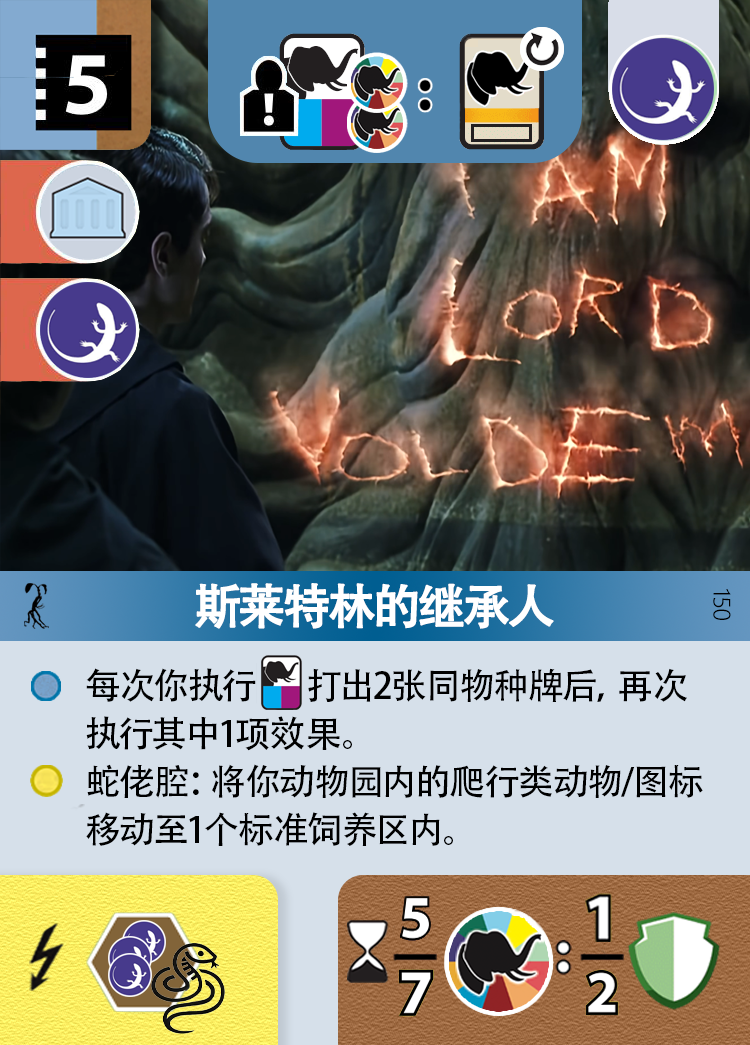 5
!
:
I AM
LORD
VOLDEM
斯莱特林的继承人
150
每次你执行打出2张同物种牌后, 再次
执行其中1项效果。
蛇佬腔: 将你动物园内的爬行类动物/图标
移动至1个标准饲养区内。
5
7
:
1
2